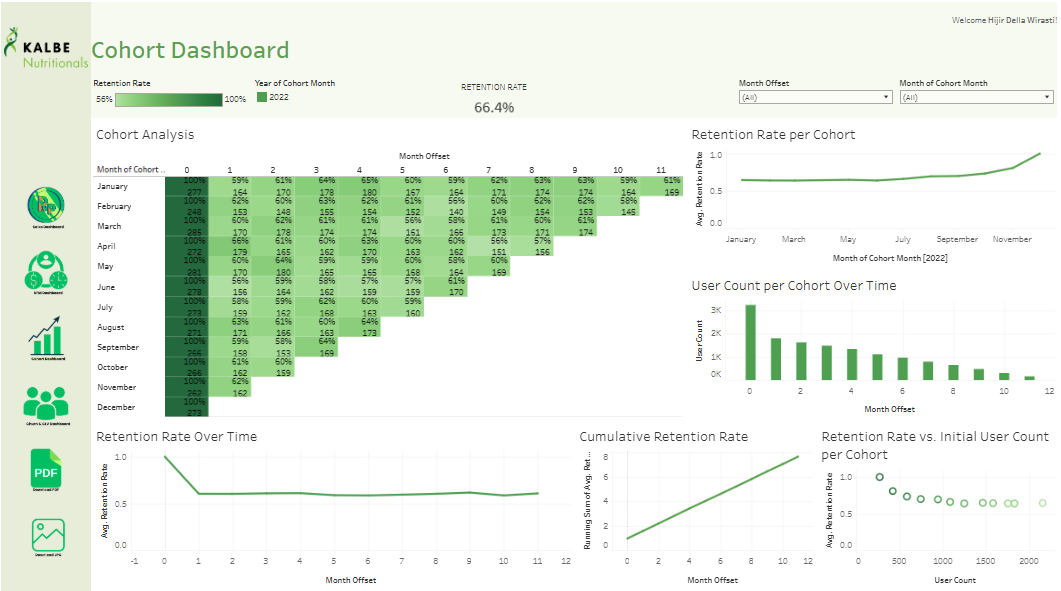 Welcome Hijir Della Wirasti!
KALBE
Nutritionals
Cohort Dashboard
Retention Rate
56% 100%
Year of Cohort Month
2022
RETENTION RATE
66.4%
Month Offset
(All)
Month of Cohort Month
(All)
Cohort Analysis
Month Offset
Month of Cohort .. 0 1 2 3 4 5 6 7 8 9 10 11
January 100% 59% 61% 64% 65% 60% 59% 62% 63% 63% 59% 61%
277 164 170 178 180 167 164 171 174 174 164 169
February 100% 62% 60% 63% 62% 61% 56% 60% 62% 62% 58%
248 153 148 155 154 152 140 149 154 153 145
March 100% 60% 62% 61% 61% 56% 58% 61% 60% 61%
285 170 178 174 174 161 166 173 171 174
April 100% 66% 61% 60% 63% 60% 60% 56% 57%
272 179 165 162 170 163 162 151 156
May 100% 60% 64% 59% 59% 60% 58% 60%
281 170 180 165 165 168 164 169
June 100% 56% 59% 58% 57% 57% 61%
278 156 164 162 159 159 170
July 100% 58% 59% 62% 60% 59%
273 159 162 168 163 160
August 100% 63% 61% 60% 64%
271 171 166 163 173
September 100% 59% 58% 64%
266 158 153 169
October 100% 61% 60%
266 162 159
November 100% 62%
262 162
December 100%
273
Retention Rate per Cohort
Avg. Retention Rate
1.0
0.5
0.0
January March May July September November
Month of Cohort Month [2022]
User Count per Cohort Over Time
User Count
3K
2K
1K
0K
0 2 4 6 8 10 12
Month Offset
Retention Rate Over Time
Avg. Retention Rate
1.0
0.5
0.0
-1 0 1 2 3 4 5 6 7 8 9 10 11 12
Month Offset
Cumulative Retention Rate
Running Sum of Avg. Ret...
8
6
4
2
0
0 2 4 6 8 10 12
Month Offset
Retention Rate vs. Initial User Count
per Cohort
Avg. Retention Rate
1.0
0.5
0.0
0 500 1000 1500 2000
User Count
Sales Dashboard
Cohort Dashboard
PDF
Download PDF